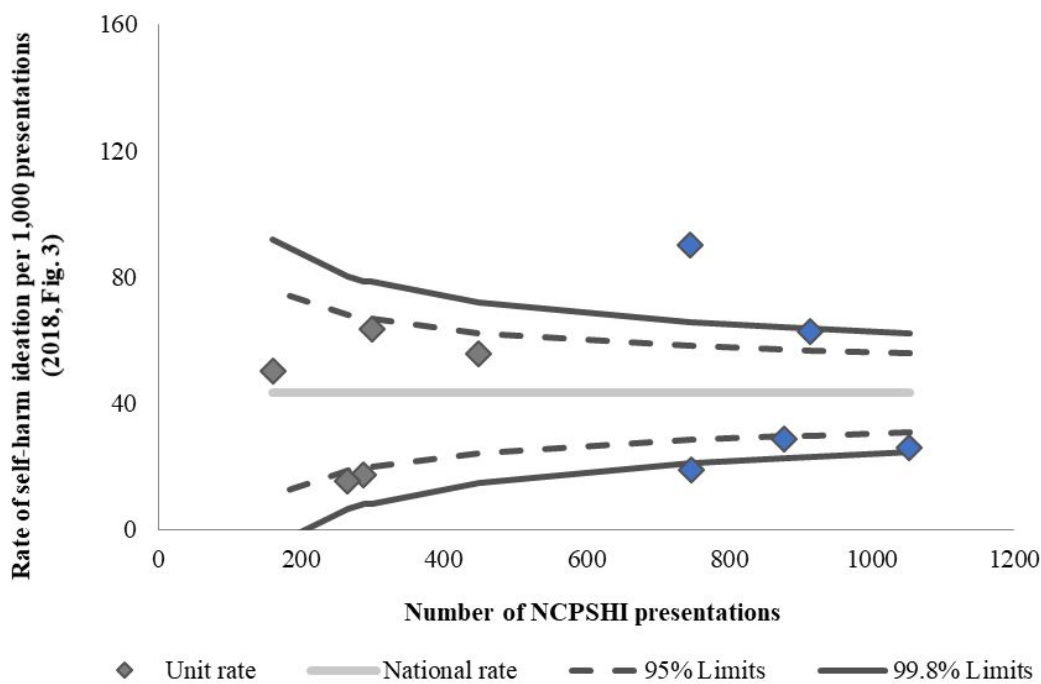 Rate of self-harm ideation per 1,000 presentations
(2018, Fig. 3)
160
120
80
40
0
0 200 400 600 800 1000 1200
Number of NCPSHI presentations
Unit rate National rate 95% Limits 99.8% Limits